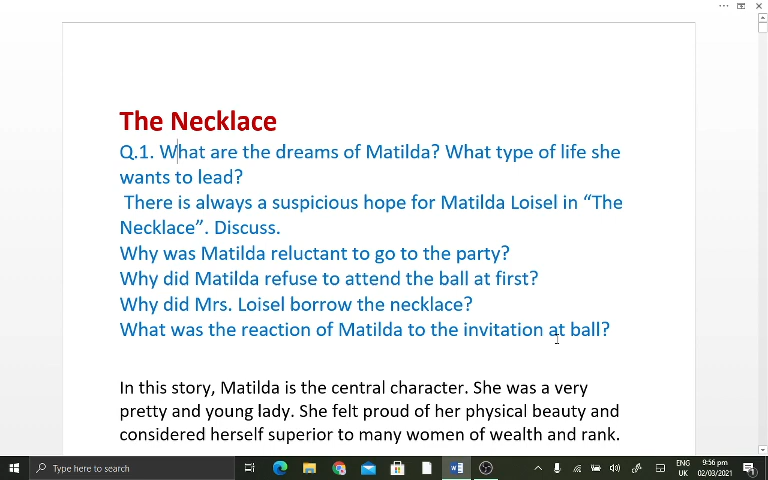 The Necklace
Q.1. What are the dreams of Matilda? What type of life she
wants to lead?
There is always a suspicious hope for Matilda Loisel in “The
Necklace”. Discuss.
Why was Matilda reluctant to go to the party?
Why did Matilda refuse to attend the ball at first?
Why did Mrs. Loisel borrow the necklace?
What was the reaction of Matilda to the invitation at ball?
In this story, Matilda is the central character. She was a very
pretty and young lady. She felt proud of her physical beauty and
considered herself superior to many women of wealth and rank.
Type here to search
ENG
UK
9:56 pm
02/03/2021